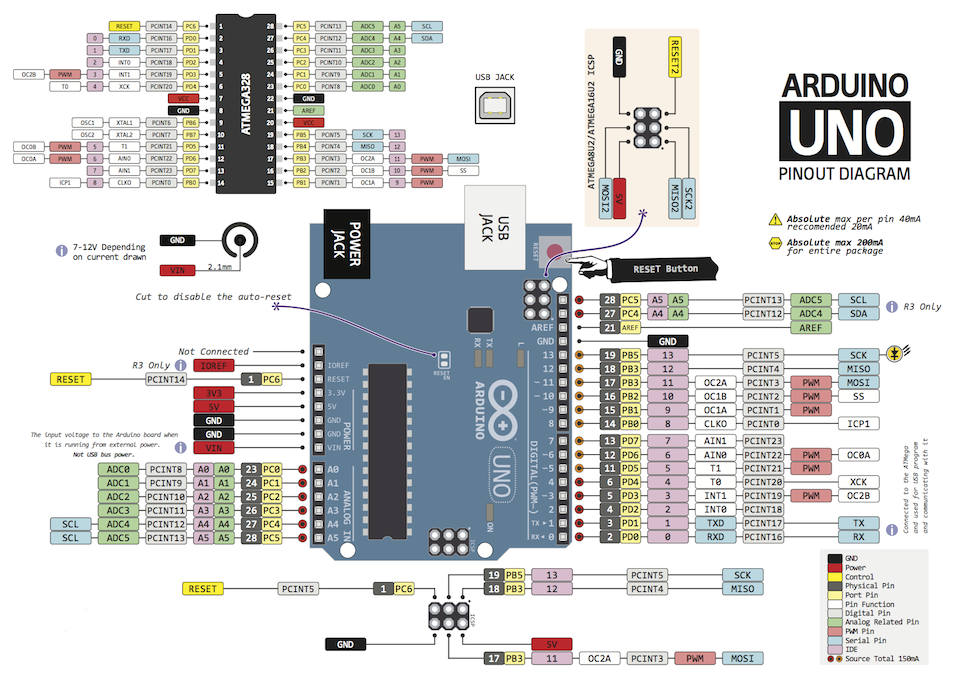 RESET PCINT14 PC6 1 28 PC5 PCINT13 ADC5 A5 SCL
0 RXD PCINT16 PD0 2 27 PC4 PCINT12 ADC4 A4 SDA
1 TXD PCINT17 PD1 3 26 PC3 PCINT11 ADC3 A3
2 INT0 PCINT18 PD2 4 25 PC2 PCINT10 ADC2 A2
OC2B PWM 3 INT1 PCINT19 PD3 5 24 PC1 PCINT9 ADC1 A1
T0 4 XCK PCINT20 PD4 6 23 PC0 PCINT8 ADC0 A0
VCC 7 22 GND
GND 8 21 AREF
OSC1 XTAL1 PCINT6 PB6 9 20 VCC
OSC2 XTAL2 PCINT7 PB7 10 19 PB5 PCINT5 SCK 13
OC0B PWM 5 T1 PCINT21 PD5 11 18 PB4 PCINT4 MISO 12
OC0A PWM 6 AIN0 PCINT22 PD6 12 17 PB3 PCINT3 OC2A 11 PWM MOSI
7 AIN1 PCINT23 PD7 13 16 PB2 PCINT2 OC1B 10 PWM SS
ICP1 8 CLKO PCINT0 PB0 14 15 PB1 PCINT1 OC1A 9 PWM
ATMEGA328
USB JACK
ATMEGA8U2/ATMEGA16U2 ICSP
GND
RESET2
MOSI2
5V
MISO2
SCK2
ARDUINO
UNO
PINOUT DIAGRAM
Absolute max per pin 40mA
reccomended 20mA
STOP
Absolute max 200mA
for entire package
7-12V Depending
on current drawn
GND
VIN
2.1mm
POWER
JACK
USB
JACK
RESET
RESET Button
Cut to disable the auto-reset
Not Connected
R3 Only
IOREF
RESET PCINT14 1 PC6
3V3
5V
GND
GND
VIN
The input voltage to the Arduino board when
it is running from external power.
Not USB bus power.
ADC0 PCINT8 A0 A0 23 PC0
ADC1 PCINT9 A1 A1 24 PC1
ADC2 PCINT10 A2 A2 25 PC2
ADC3 PCINT11 A3 A3 26 PC3
SCL ADC4 PCINT12 A4 A4 27 PC4
SCL ADC5 PCINT13 A5 A5 28 PC5
IOREF
RESET
3.3V
5V
GND
GND
VIN
POWER
A0
A1
A2
A3
A4
A5
ANALOG IN
RX
TX
L
RESET
EN
ARDUINO
UNO
ON
ICSP
AREF
GND
13
12
~11
~10
~9
8
7
~6
~5
4
~3
2
TX 1
RX 0
DIGITAL(PWM~)
28 PC5 A5 A5 PCINT13 ADC5 SCL
27 PC4 A4 A4 PCINT12 ADC4 SDA
R3 Only
21 AREF ADC
AREF
GND
19 PB5 13 PCINT5 SCK
18 PB3 12 PCINT4 MISO
17 PB3 11 OC2A PCINT3 PWM MOSI
16 PB2 10 OC1B PCINT2 PWM SS
15 PB1 9 OC1A PCINT1 PWM
14 PB0 8 CLKO PCINT0 ICP1
13 PD7 7 AIN1 PCINT23
12 PD6 6 AIN0 PCINT22 PWM OC0A
11 PD5 5 T1 PCINT21 PWM
6 PD4 4 T0 PCINT20 XCK
5 PD3 3 INT1 PCINT19 PWM OC2B
4 PD2 2 INT0 PCINT18
3 PD1 1 TXD PCINT17 TX
2 PD0 0 RXD PCINT16 RX
Connected to the ATMega
and used for USB program
and communicating with it
RESET PCINT5 1 PC6
19 PB5 13 PCINT5 SCK
18 PB3 12 PCINT4 MISO
ICSP
GND
5V
17 PB3 11 OC2A PCINT3 PWM MOSI
GND
Power
Control
Physical Pin
Port Pin
Pin Function
Digital Pin
Analog Related Pin
PWM Pin
Serial Pin
IDE
Source Total 150mA